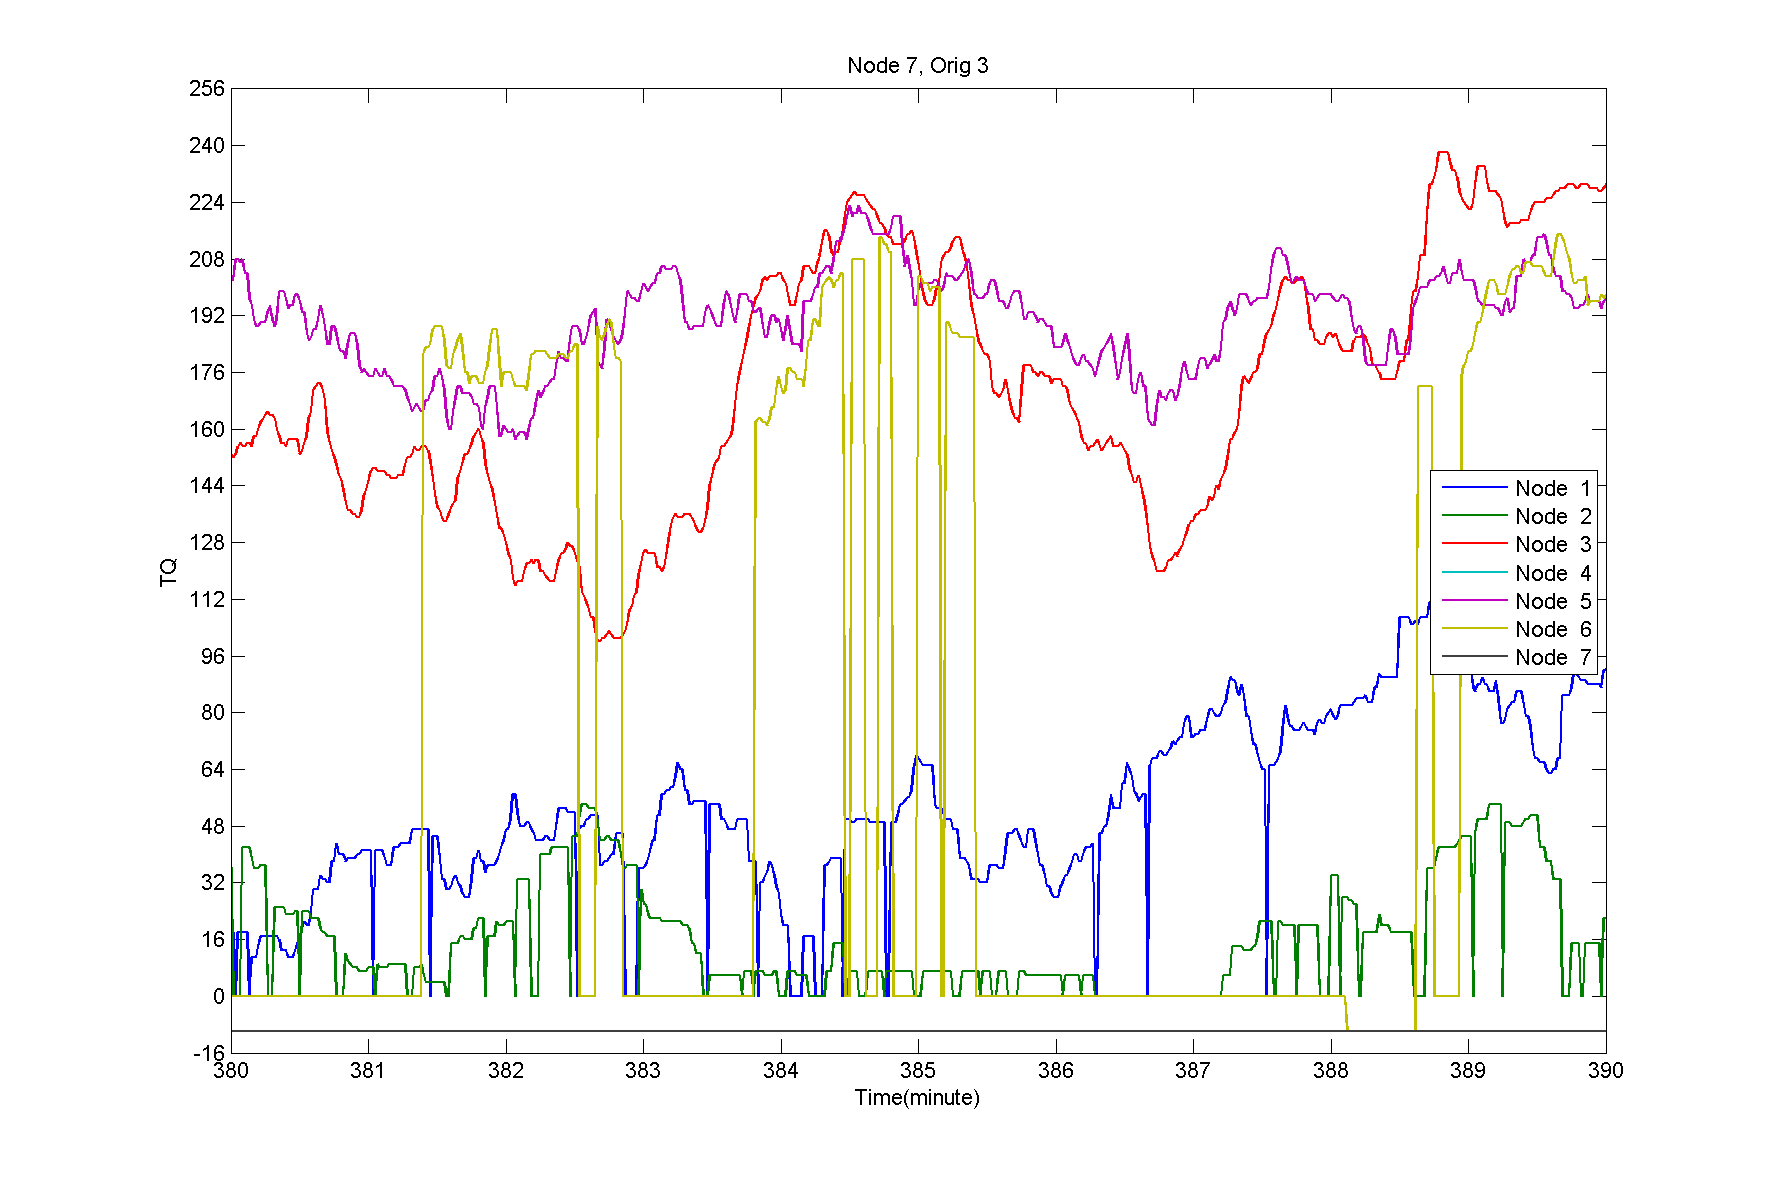 Node 7, Orig 3
256
240
224
208
192
176
160
144
128
112
96
80
64
48
32
16
0
-16
TQ
Node 1
Node 2
Node 3
Node 4
Node 5
Node 6
Node 7
380 381 382 383 384 385 386 387 388 389 390
Time(minute)